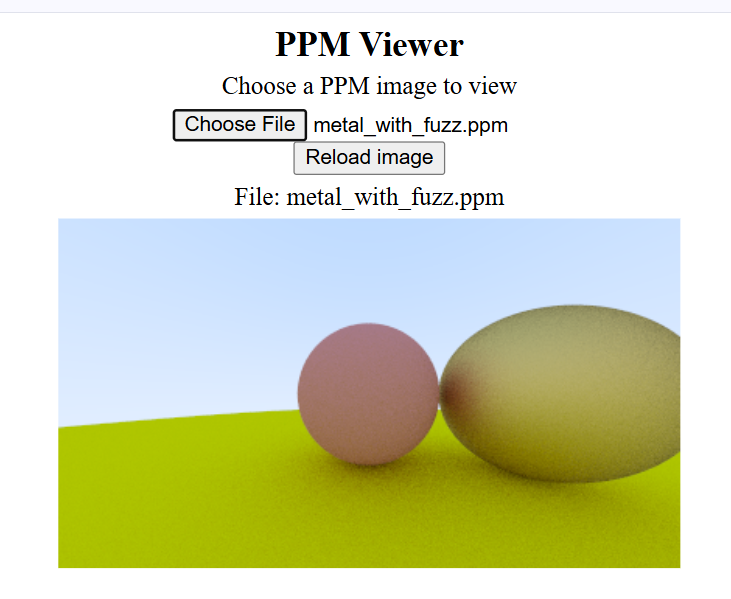 PPM Viewer
Choose a PPM image to view
Choose File metal_with_fuzz.ppm
Reload image
File: metal_with_fuzz.ppm